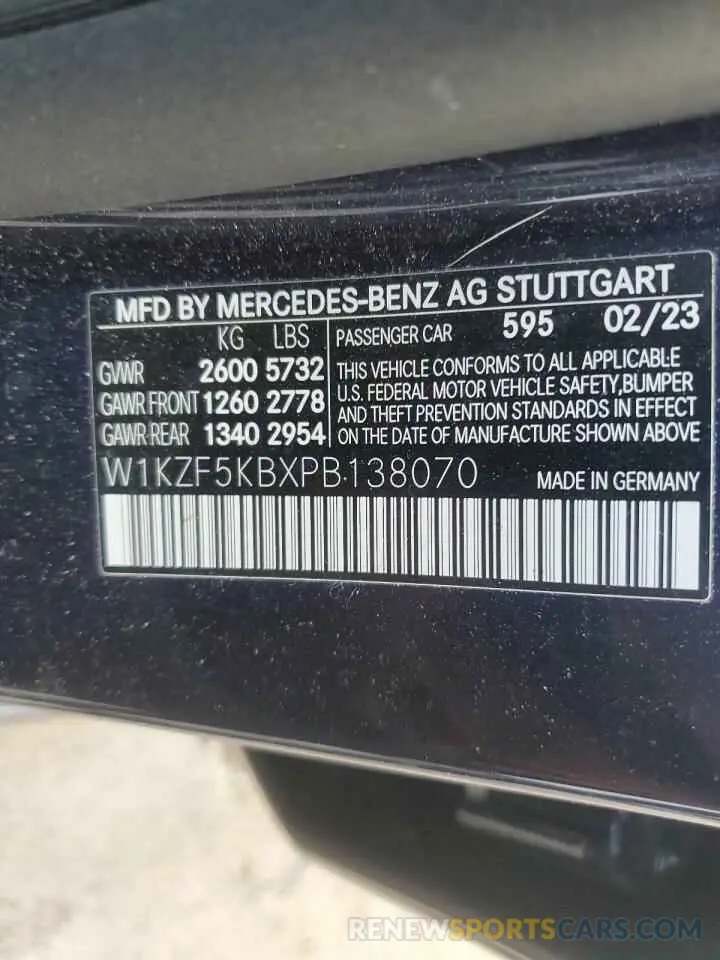 MFD BY MERCEDES-BENZ AG STUTTGART
KG LBS
GVWR 2600 5732
GAWR FRONT 1260 2778
GAWR REAR 1340 2954
PASSENGER CAR 595 02/23
THIS VEHICLE CONFORMS TO ALL APPLICABLE
U.S. FEDERAL MOTOR VEHICLE SAFETY,BUMPER
AND THEFT PREVENTION STANDARDS IN EFFECT
ON THE DATE OF MANUFACTURE SHOWN ABOVE
W1KZF5KBXPB138070 MADE IN GERMANY
RENEWSPORTSCARS.COM